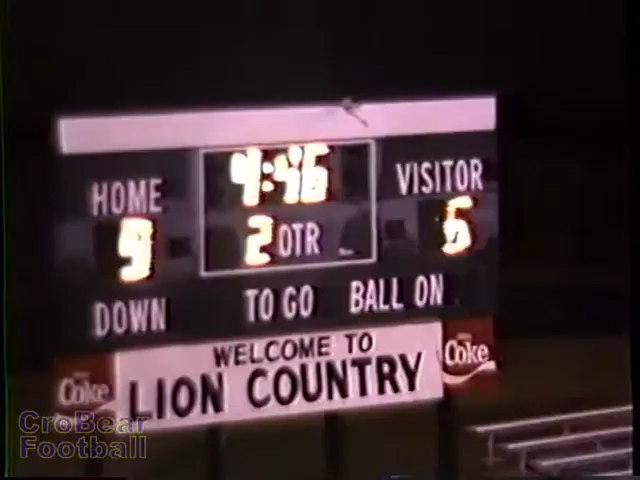 4:46
HOME
VISITOR
9
2 QTR
6
DOWN
TO GO
BALL ON
WELCOME TO
LION COUNTRY
Coke
Coke
CroBear
Football